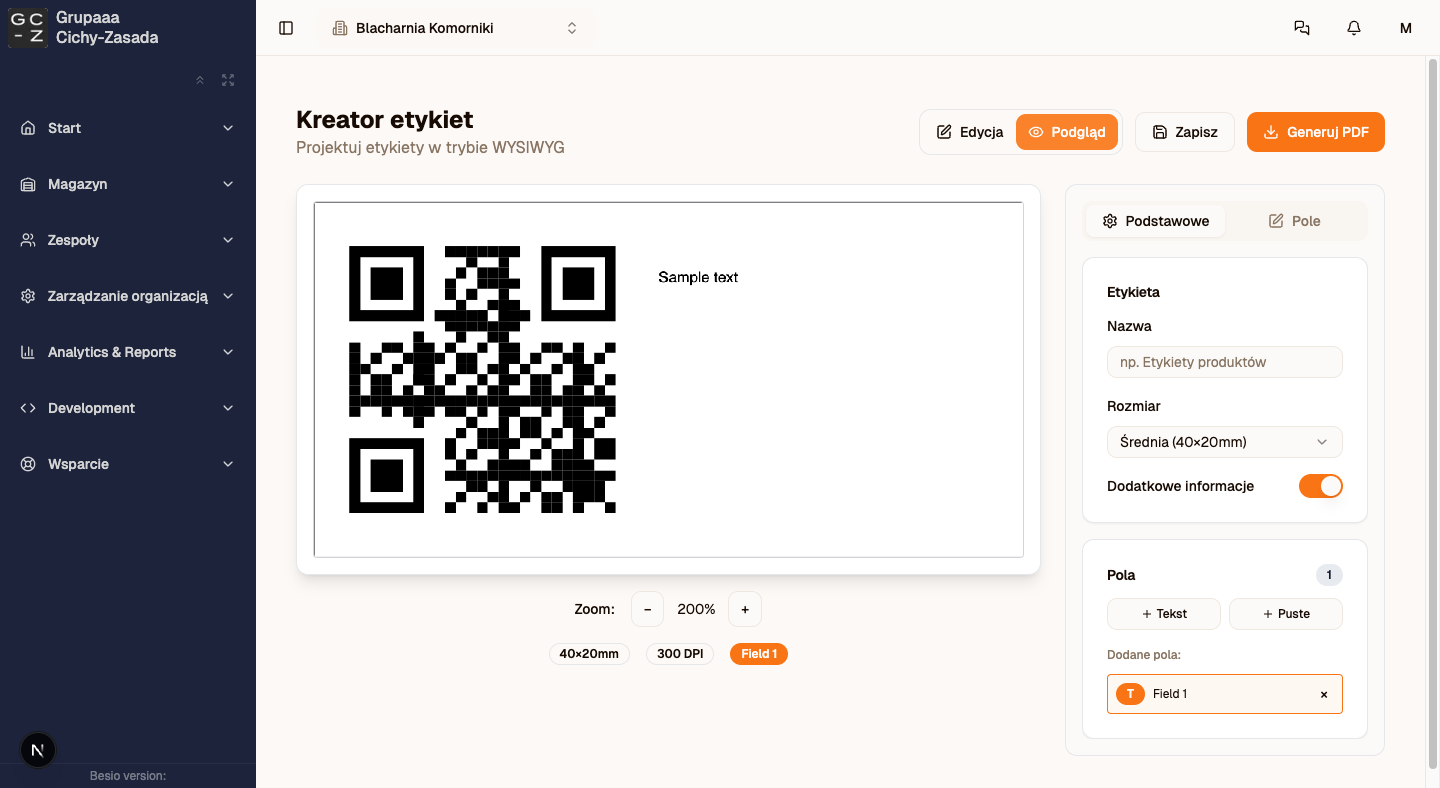 GC
-Z
Grupaaa
Cichy-Zasada
Blacharnia Komorniki
M
Start
Magazyn
Zespoły
Zarządzanie organizacją
Analytics & Reports
Development
Wsparcie
N
Besio version:
Kreator etykiet
Projektuj etykiety w trybie WYSIWYG
Edycja
Podgląd
Zapisz
Generuj PDF
Sample text
Zoom:
−
200%
+
40×20mm
300 DPI
Field 1
Podstawowe
Pole
Etykieta
Nazwa
np. Etykiety produktów
Rozmiar
Średnia (40×20mm)
Dodatkowe informacje
Pola
1
+ Tekst
+ Puste
Dodane pola:
T
Field 1
×